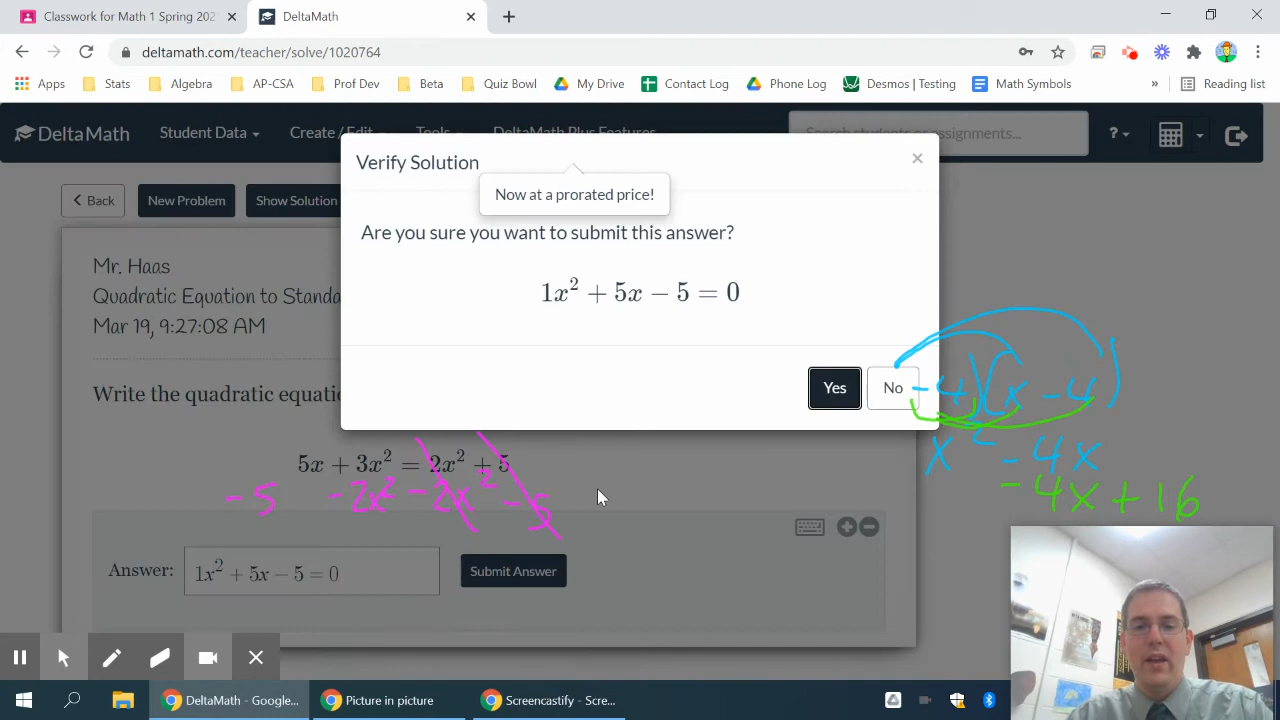 Classwork for Math 1 Spring 202
DeltaMath
deltamath.com/teacher/solve/1020764
Apps
Stats
Algebra
AP-CSA
Prof Dev
Beta
Quiz Bowl
My Drive
Contact Log
Phone Log
Desmos | Testing
Math Symbols
»
Reading list
DeltaMath
Student Data
Create / Edit
Tools
DeltaMath Plus Features
Search students or assignments...
?
Verify Solution
×
Now at a prorated price!
Back
New Problem
Show Solution
Are you sure you want to submit this answer?
Mr. Haas
Quadratic Equation to Standa
Mar 19, 9:27:08 AM
1x² + 5x − 5 = 0
Yes
No
-4)(x - 4)
Write the quadratic equatio
x² - 4x
5x + 3x² = 2x² + 5
-5 -2x² -2x² -5
-4x + 16
Answer:
1x² + 5x − 5 = 0
Submit Answer
DeltaMath - Google...
Picture in picture
Screencastify - Scre...